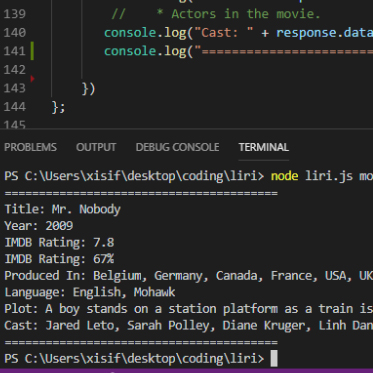 139 // * Actors in the movie.
140 console.log("Cast: " + response.data
141 console.log("=======================
142
143 })
144 };
145
PROBLEMS OUTPUT DEBUG CONSOLE TERMINAL
PS C:\Users\xisif\desktop\coding\liri> node liri.js mo
========================================
Title: Mr. Nobody
Year: 2009
IMDB Rating: 7.8
IMDB Rating: 67%
Produced In: Belgium, Germany, Canada, France, USA, UK
Language: English, Mohawk
Plot: A boy stands on a station platform as a train is
Cast: Jared Leto, Sarah Polley, Diane Kruger, Linh Dan
========================================
PS C:\Users\xisif\desktop\coding\liri>